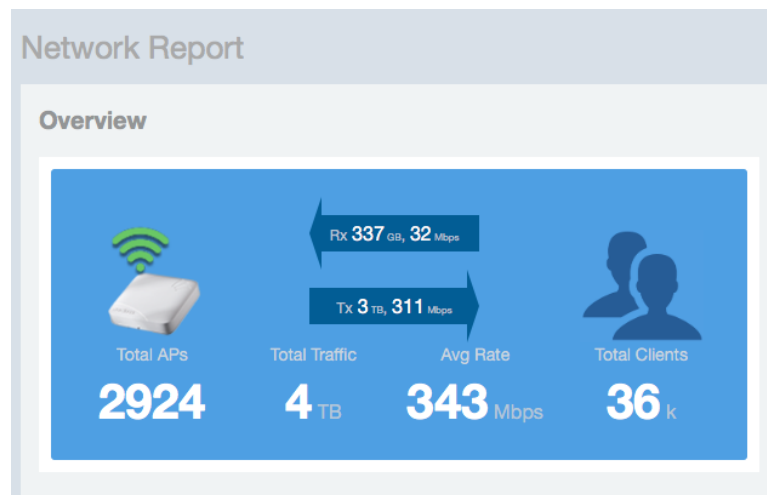 Network Report
Overview
Rx 337 GB, 32 Mbps
Tx 3 TB, 311 Mbps
Total APs
Total Traffic
Avg Rate
Total Clients
2924
4 TB
343 Mbps
36 k